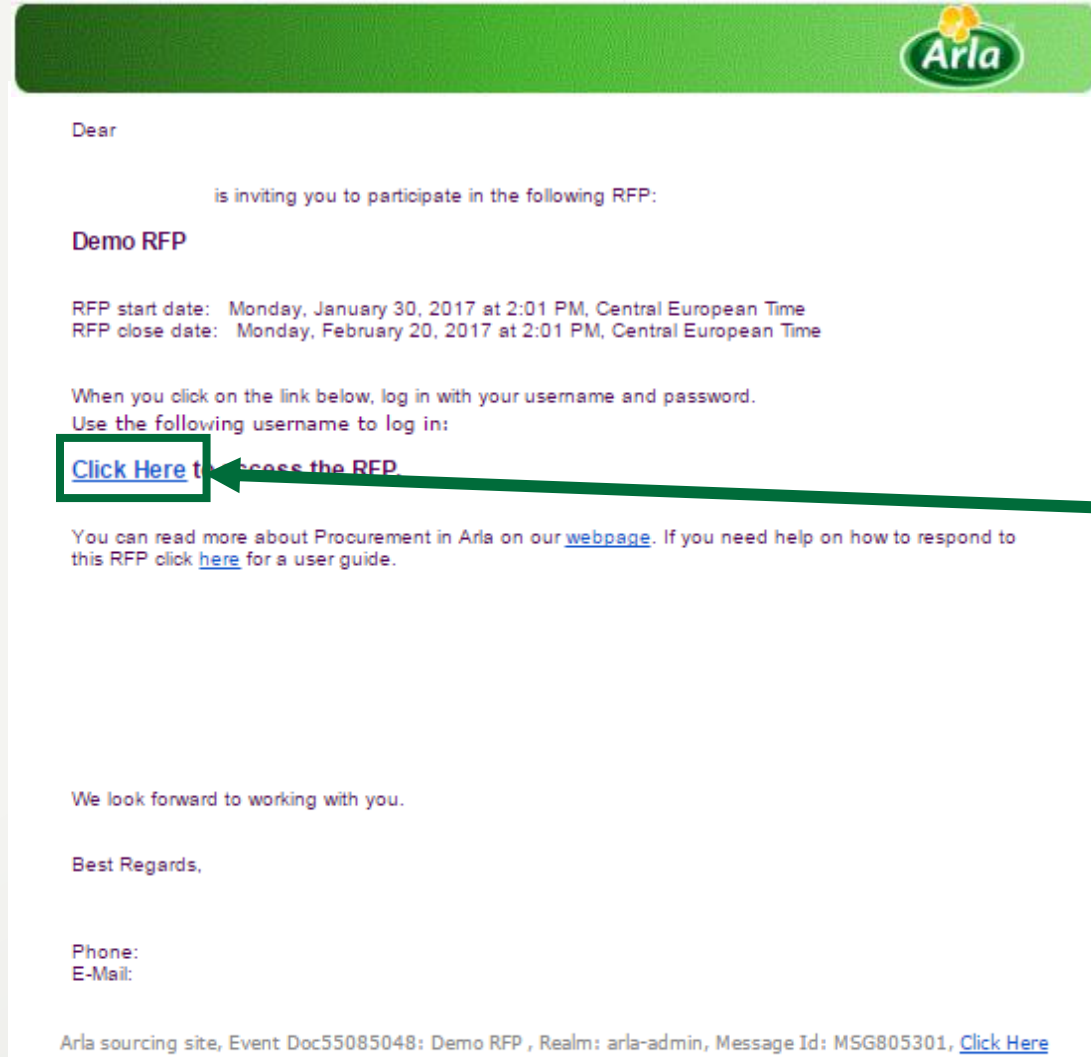 Arla
Dear
is inviting you to participate in the following RFP:
Demo RFP
RFP start date: Monday, January 30, 2017 at 2:01 PM, Central European Time
RFP close date: Monday, February 20, 2017 at 2:01 PM, Central European Time
When you click on the link below, log in with your username and password.
Use the following username to log in:
Click Here to access the RFP.
You can read more about Procurement in Arla on our webpage. If you need help on how to respond to
this RFP click here for a user guide.
We look forward to working with you.
Best Regards,
Phone:
E-Mail:
Arla sourcing site, Event Doc55085048: Demo RFP , Realm: arla-admin, Message Id: MSG805301, Click Here